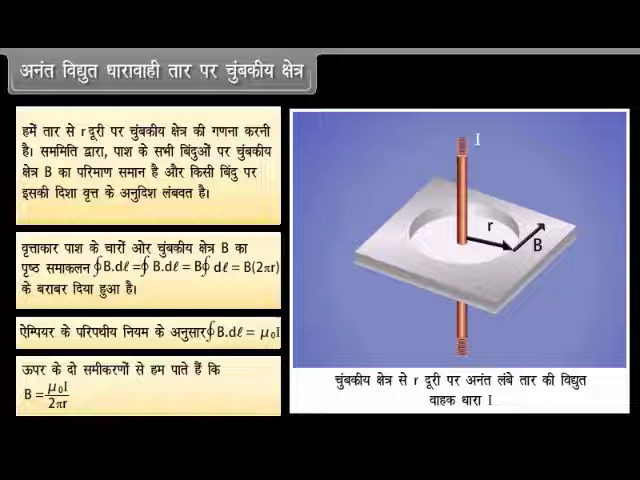 अनंत विद्युत धारावाही तार पर चुंबकीय क्षेत्र
हमें तार से r दूरी पर चुंबकीय क्षेत्र की गणना करनी
है। सममिति द्वारा, पाश के सभी बिंदुओं पर चुंबकीय
क्षेत्र B का परिमाण समान है और किसी बिंदु पर
इसकी दिशा वृत्त के अनुदिश लंबवत है।
वृत्ताकार पाश के चारों ओर चुंबकीय क्षेत्र B का
पृष्ठ समाकलन ∮B.dℓ =∮ B.dℓ = B∮ dℓ = B(2πr)
के बराबर दिया हुआ है।
ऐम्पियर के परिपथीय नियम के अनुसार∮B.dℓ = μ₀I
ऊपर के दो समीकरणों से हम पाते हैं कि
B = μ₀I / 2πr
I
r
B
चुंबकीय क्षेत्र से r दूरी पर अनंत लंबे तार की विद्युत
वाहक धारा I